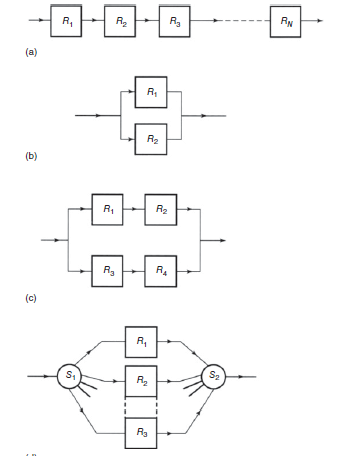 R1 R2 R3 RN
(a)
R1
R2
(b)
R1 R2
R3 R4
(c)
R1
S1 R2 S2
R3